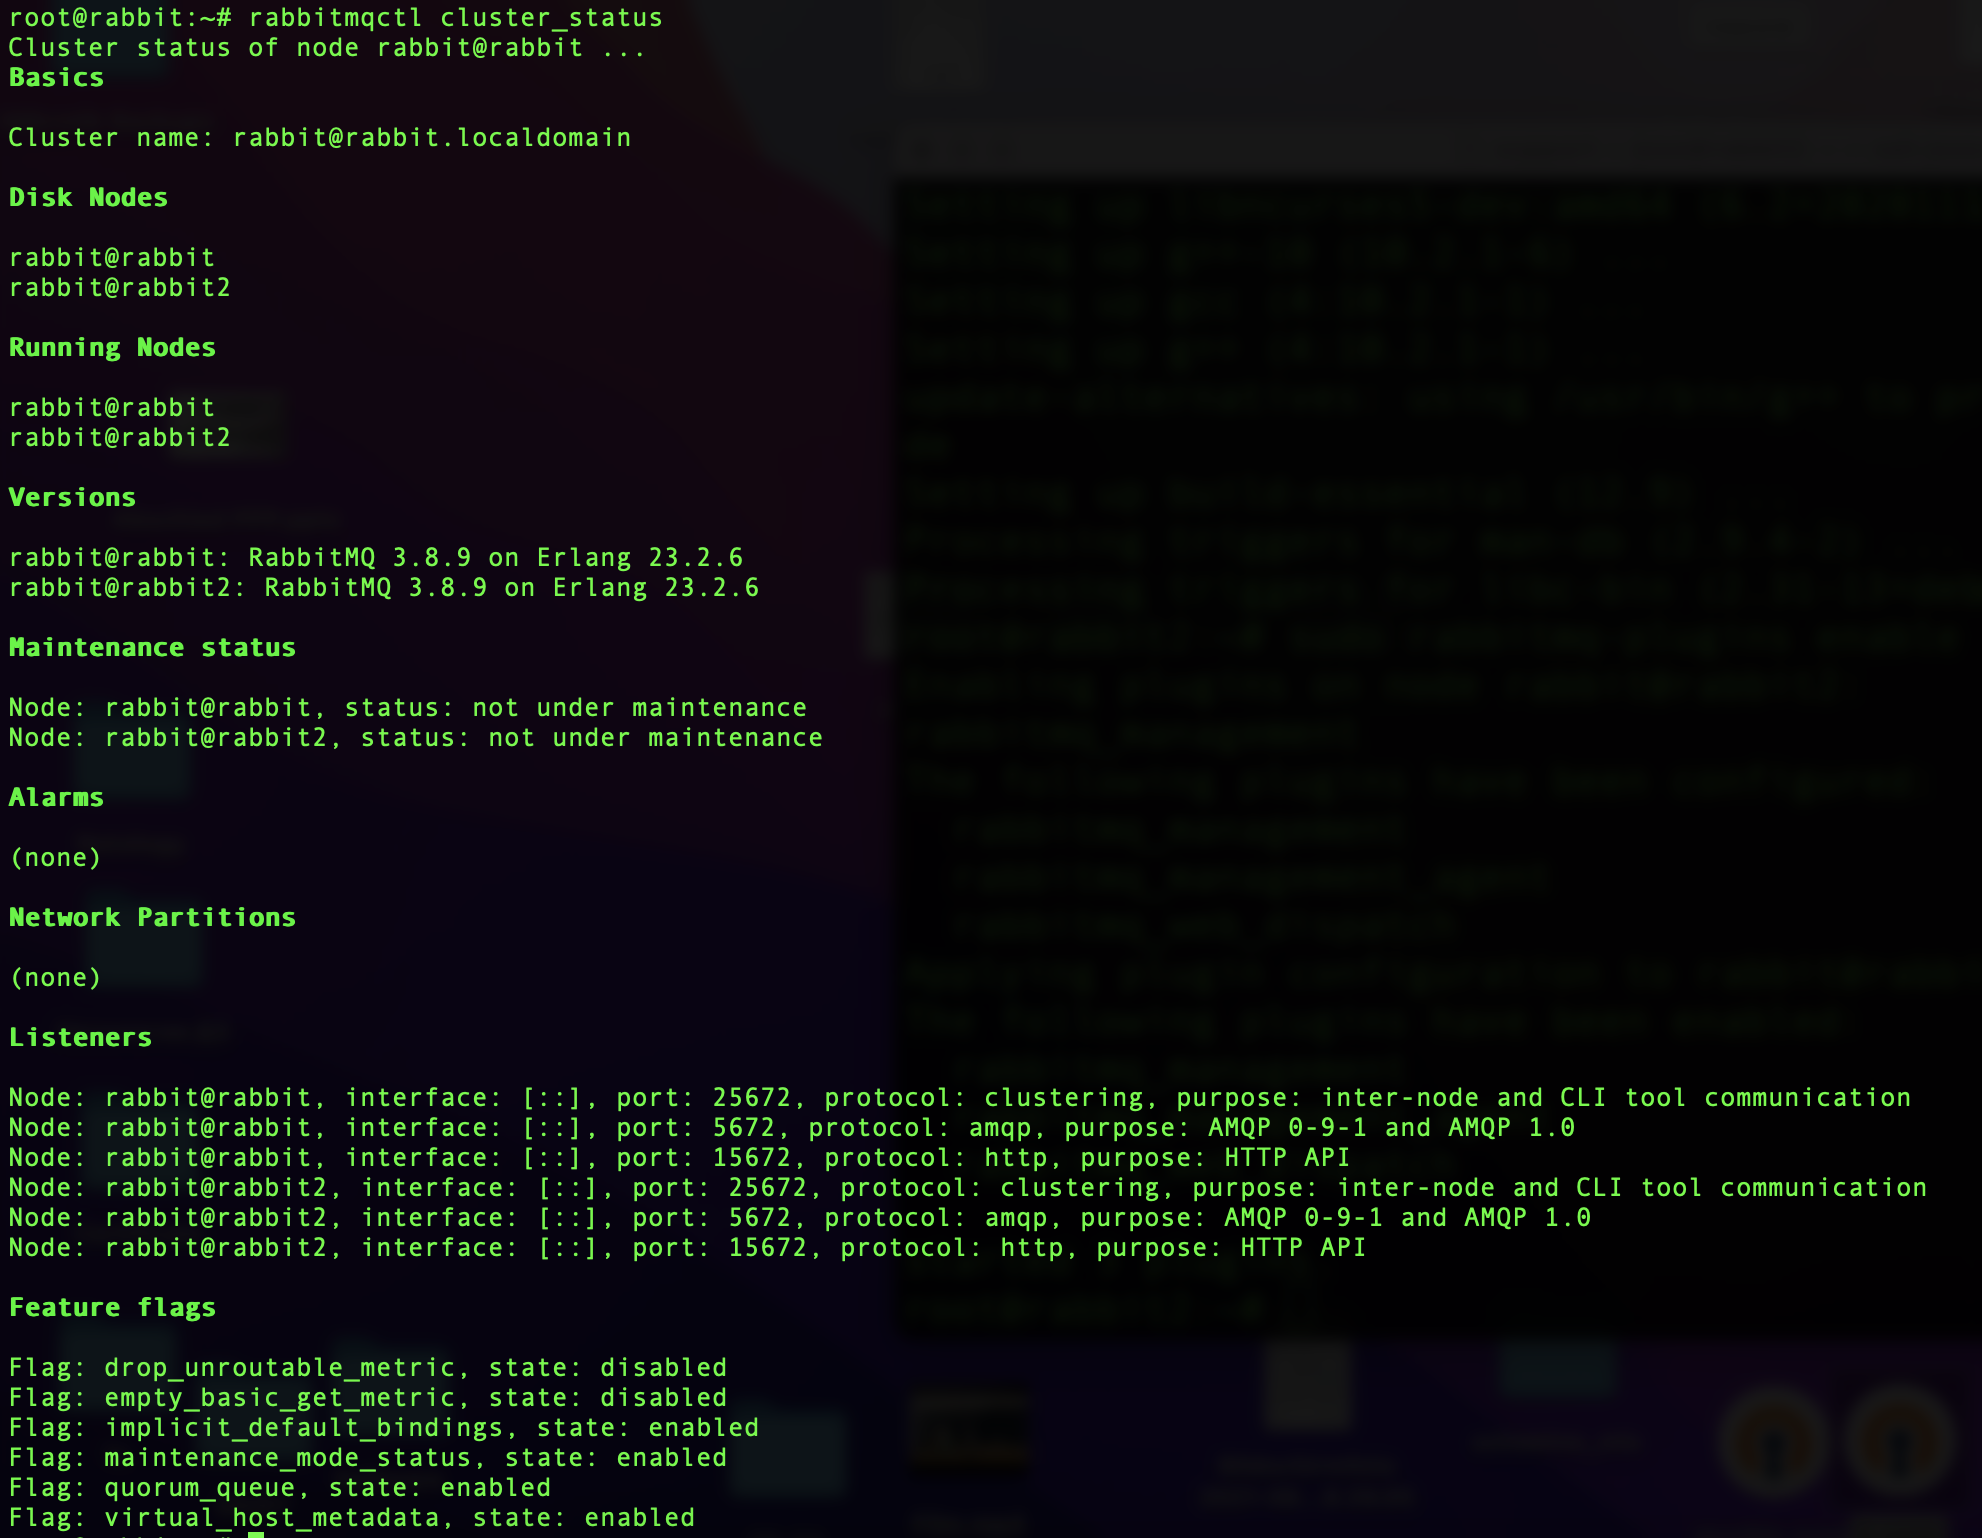 root@rabbit:~# rabbitmqctl cluster_status
Cluster status of node rabbit@rabbit ...
Basics
Cluster name: rabbit@rabbit.localdomain
Disk Nodes
rabbit@rabbit
rabbit@rabbit2
Running Nodes
rabbit@rabbit
rabbit@rabbit2
Versions
rabbit@rabbit: RabbitMQ 3.8.9 on Erlang 23.2.6
rabbit@rabbit2: RabbitMQ 3.8.9 on Erlang 23.2.6
Maintenance status
Node: rabbit@rabbit, status: not under maintenance
Node: rabbit@rabbit2, status: not under maintenance
Alarms
(none)
Network Partitions
(none)
Listeners
Node: rabbit@rabbit, interface: [::], port: 25672, protocol: clustering, purpose: inter-node and CLI tool communication
Node: rabbit@rabbit, interface: [::], port: 5672, protocol: amqp, purpose: AMQP 0-9-1 and AMQP 1.0
Node: rabbit@rabbit, interface: [::], port: 15672, protocol: http, purpose: HTTP API
Node: rabbit@rabbit2, interface: [::], port: 25672, protocol: clustering, purpose: inter-node and CLI tool communication
Node: rabbit@rabbit2, interface: [::], port: 5672, protocol: amqp, purpose: AMQP 0-9-1 and AMQP 1.0
Node: rabbit@rabbit2, interface: [::], port: 15672, protocol: http, purpose: HTTP API
Feature flags
Flag: drop_unroutable_metric, state: disabled
Flag: empty_basic_get_metric, state: disabled
Flag: implicit_default_bindings, state: enabled
Flag: maintenance_mode_status, state: enabled
Flag: quorum_queue, state: enabled
Flag: virtual_host_metadata, state: enabled